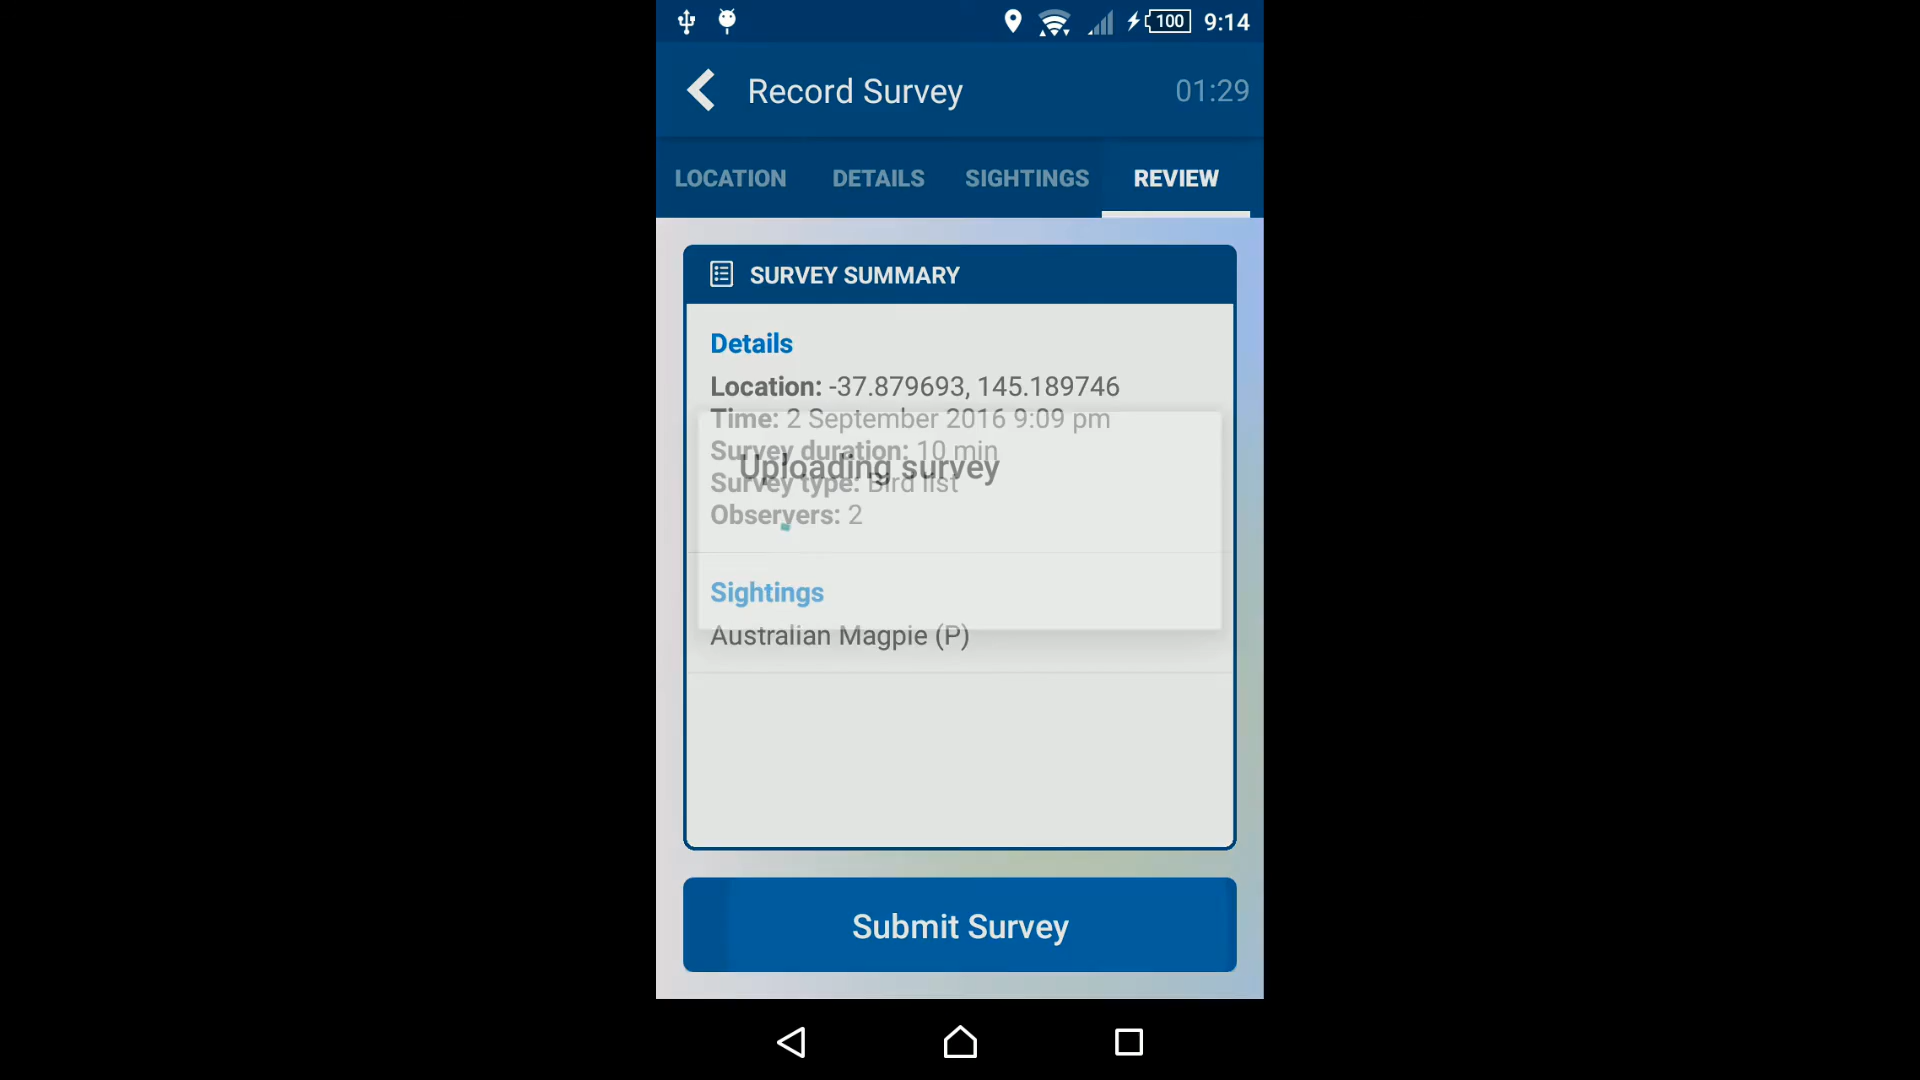 100 9:14
Record Survey 01:29
LOCATION DETAILS SIGHTINGS REVIEW
SURVEY SUMMARY
Details
Location: -37.879693, 145.189746
Time: 2 September 2016 9:09 pm
Survey duration: 10 min
Uploading survey
Survey type: Bird list
Observers: 2
Sightings
Australian Magpie (P)
Submit Survey